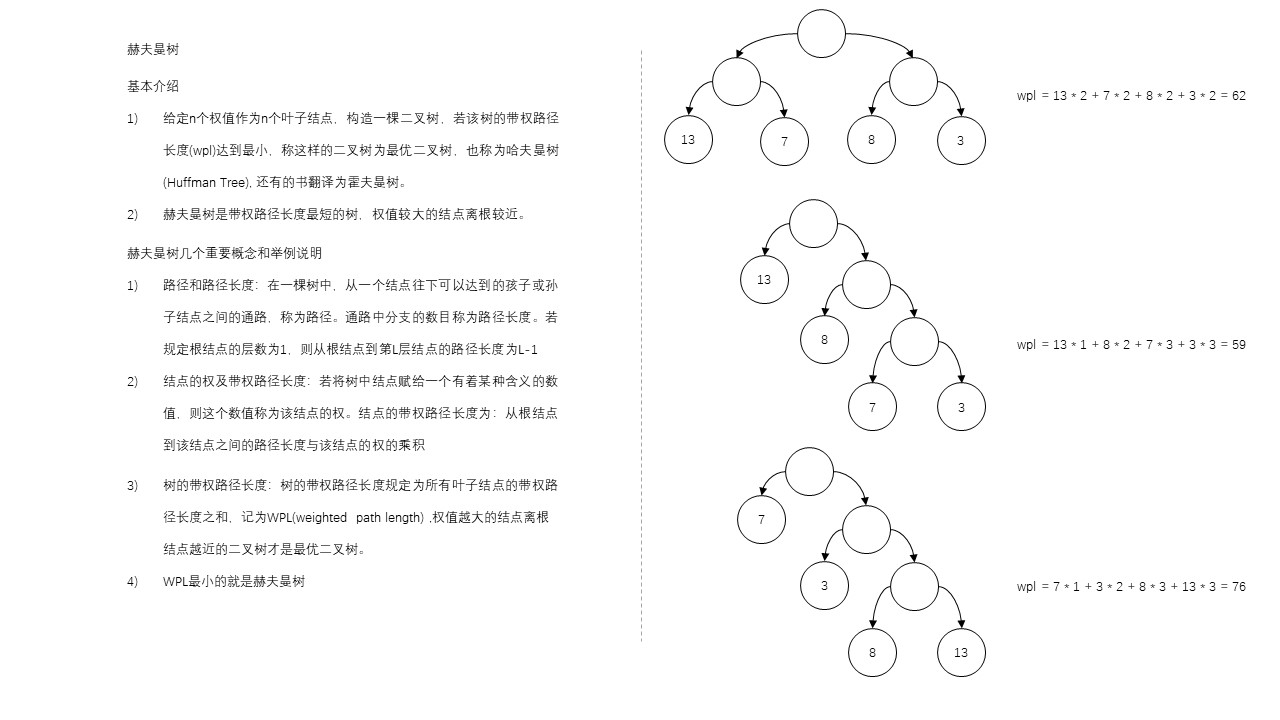 赫夫曼树
基本介绍
1) 给定n个权值作为n个叶子结点，构造一棵二叉树，若该树的带权路径
长度(wpl)达到最小，称这样的二叉树为最优二叉树，也称为哈夫曼树
(Huffman Tree), 还有的书翻译为霍夫曼树。
2) 赫夫曼树是带权路径长度最短的树，权值较大的结点离根较近。
赫夫曼树几个重要概念和举例说明
1) 路径和路径长度：在一棵树中，从一个结点往下可以达到的孩子或孙
子结点之间的通路，称为路径。通路中分支的数目称为路径长度。若
规定根结点的层数为1，则从根结点到第L层结点的路径长度为L-1
2) 结点的权及带权路径长度：若将树中结点赋给一个有着某种含义的数
值，则这个数值称为该结点的权。结点的带权路径长度为：从根结点
到该结点之间的路径长度与该结点的权的乘积
3) 树的带权路径长度：树的带权路径长度规定为所有叶子结点的带权路
径长度之和，记为WPL(weighted path length) ,权值越大的结点离根
结点越近的二叉树才是最优二叉树。
4) WPL最小的就是赫夫曼树
13 7 8 3
wpl = 13 * 2 + 7 * 2 + 8 * 2 + 3 * 2 = 62
13
8
7 3
wpl = 13 * 1 + 8 * 2 + 7 * 3 + 3 * 3 = 59
7
3
8 13
wpl = 7 * 1 + 3 * 2 + 8 * 3 + 13 * 3 = 76